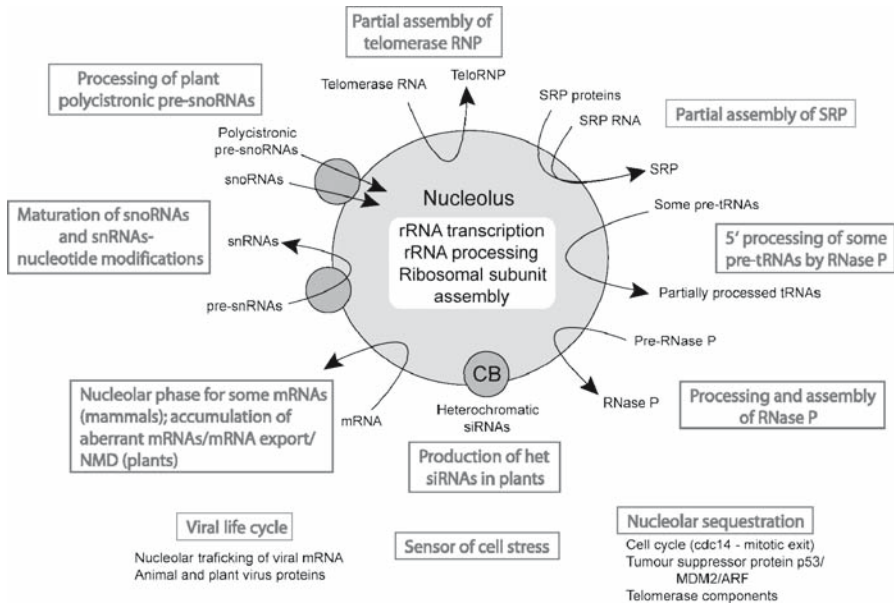 Partial assembly of
telomerase RNP
Processing of plant
polycistronic pre-snoRNAs
Telomerase RNA
TeloRNP
SRP proteins
SRP RNA
Partial assembly of SRP
SRP
Polycistronic
pre-snoRNAs
snoRNAs
Nucleolus
rRNA transcription
rRNA processing
Ribosomal subunit
assembly
Some pre-tRNAs
Maturation of snoRNAs
and snRNAs-
nucleotide modifications
snRNAs
pre-snRNAs
5' processing of some
pre-tRNAs by RNase P
Partially processed tRNAs
Pre-RNase P
RNase P
Processing and assembly
of RNase P
CB
Heterochromatic
siRNAs
mRNA
Nucleolar phase for some mRNAs
(mammals); accumulation of
aberrant mRNAs/mRNA export/
NMD (plants)
Production of het
siRNAs in plants
Viral life cycle
Nucleolar traficking of viral mRNA
Animal and plant virus proteins
Sensor of cell stress
Nucleolar sequestration
Cell cycle (cdc14 - mitotic exit)
Tumour suppressor protein p53/
MDM2/ARF
Telomerase components